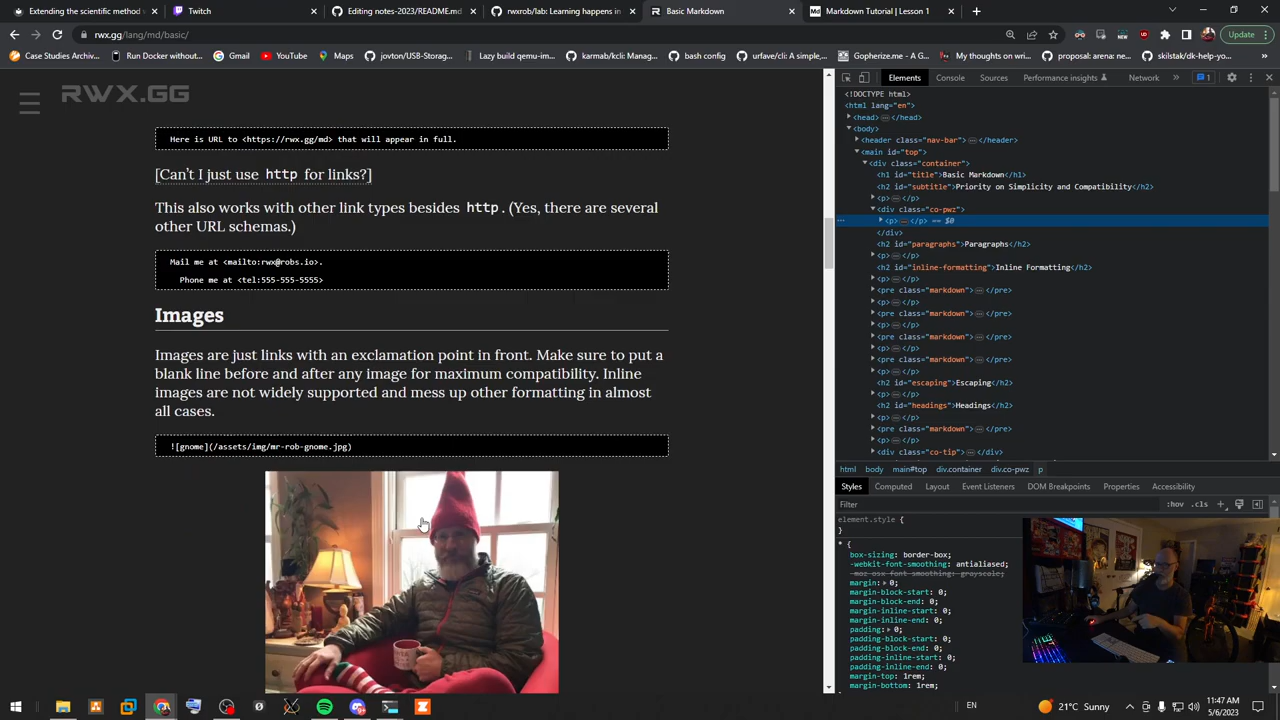 Extending the scientific method
Twitch
Editing notes-2023/README.md
rwxrob/lab: Learning happens in
Basic Markdown
Markdown Tutorial | Lesson 1
rwx.gg/lang/md/basic/
Update
Case Studies Archiv...
Run Docker without...
Gmail
YouTube
Maps
joton/USB-Storag...
Lazy build qemu-im...
karmab/kcli: Manag...
bash config
urfave/cli: A simple...
Gopherize.me - A G...
My thoughts on wri...
proposal: arena: ne...
skilstak/dk-help-yo...
RWX.GG
Here is URL to <https://rwx.gg/md> that will appear in full.
[Can't I just use http for links?]
This also works with other link types besides http. (Yes, there are several
other URL schemas.)
Mail me at <mailto:rwx@robs.io>.
Phone me at <tel:555-555-5555>
Images
Images are just links with an exclamation point in front. Make sure to put a
blank line before and after any image for maximum compatibility. Inline
images are not widely supported and mess up other formatting in almost
all cases.
![gnome](/assets/img/mr-rob-gnome.jpg)
Elements Console Sources Performance insights Network » 1
<!DOCTYPE html>
<html lang="en">
<head> … </head>
<body>
<header class="nav-bar"> … </header>
<main id="top">
<div class="container">
<h1 id="title">Basic Markdown</h1>
<h2 id="subtitle">Priority on Simplicity and Compatibility</h2>
<p> … </p>
<div class="co-pwz">
… <p> … </p> == $0
</div>
<h2 id="paragraphs">Paragraphs</h2>
<p> … </p>
<h2 id="inline-formatting">Inline Formatting</h2>
<p> … </p>
<pre class="markdown"> … </pre>
<p> … </p>
<pre class="markdown"> … </pre>
<p> … </p>
<pre class="markdown"> … </pre>
<p> … </p>
<pre class="markdown"> … </pre>
<p> … </p>
<h2 id="escaping">Escaping</h2>
<p> … </p>
<h2 id="headings">Headings</h2>
<p> … </p>
<pre class="markdown"> … </pre>
<p> … </p>
<div class="co-tip"> … </div>
html body main#top div.container div.co-pwz p
Styles Computed Layout Event Listeners DOM Breakpoints Properties Accessibility
Filter :hov .cls
element.style {
}
* {
box-sizing: border-box;
-webkit-font-smoothing: antialiased;
-moz-osx-font-smoothing: grayscale;
margin: 0;
margin-block-start: 0;
margin-block-end: 0;
margin-inline-start: 0;
margin-inline-end: 0;
padding: 0;
padding-block-start: 0;
padding-block-end: 0;
padding-inline-start: 0;
padding-inline-end: 0;
margin-top: 1rem;
margin-bottom: 1rem;
EN
21°C Sunny
11:47 AM
5/6/2023